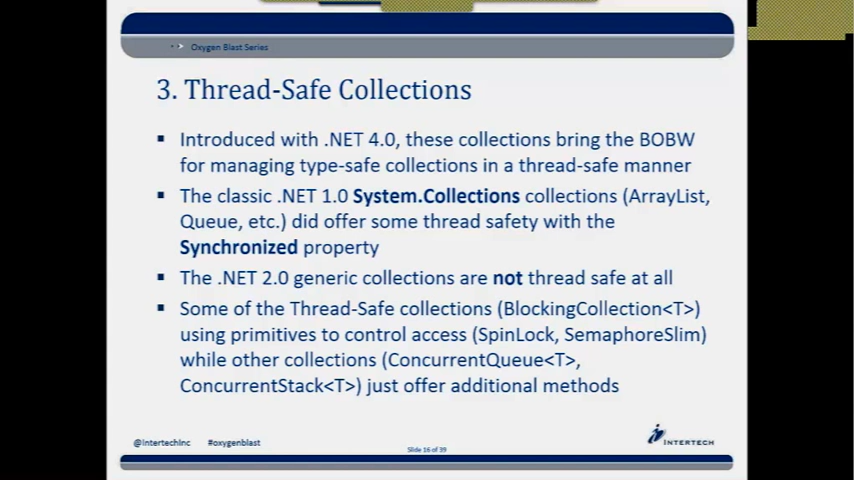 Oxygen Blast Series
3. Thread-Safe Collections
Introduced with .NET 4.0, these collections bring the BOBW
for managing type-safe collections in a thread-safe manner
The classic .NET 1.0 System.Collections collections (ArrayList,
Queue, etc.) did offer some thread safety with the
Synchronized property
The .NET 2.0 generic collections are not thread safe at all
Some of the Thread-Safe collections (BlockingCollection<T>)
using primitives to control access (SpinLock, SemaphoreSlim)
while other collections (ConcurrentQueue<T>,
ConcurrentStack<T>) just offer additional methods
@IntertechInc #oxygenblast
INTERTECH
Slide 16 of 39